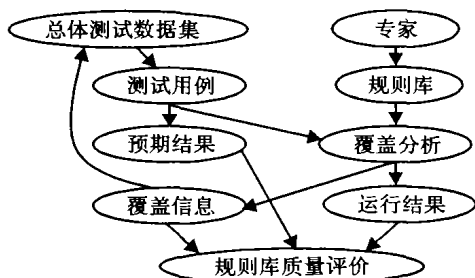 总体测试数据集
专家
测试用例
规则库
预期结果
覆盖分析
覆盖信息
运行结果
规则库质量评价